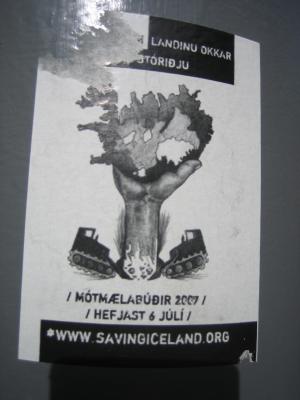 LANDINU OKKAR
STÓRIÐJU
/ MÓTMÆLABÚÐIR 2007 /
/ HEFJAST 6 JÚLÍ /
*WWW.SAVINGICELAND.ORG